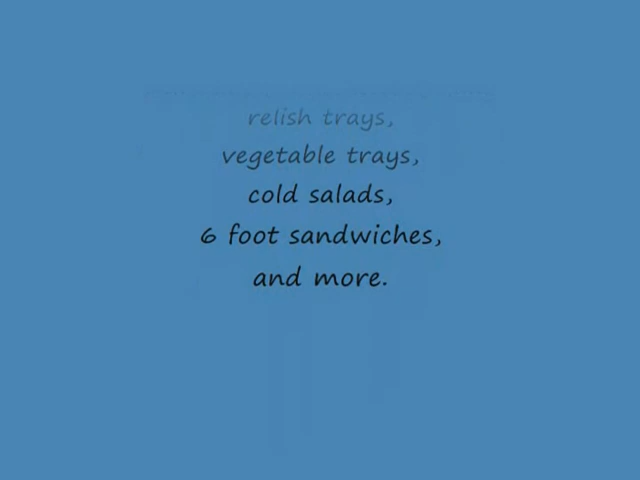 relish trays,
vegetable trays,
cold salads,
6 foot sandwiches,
and more.